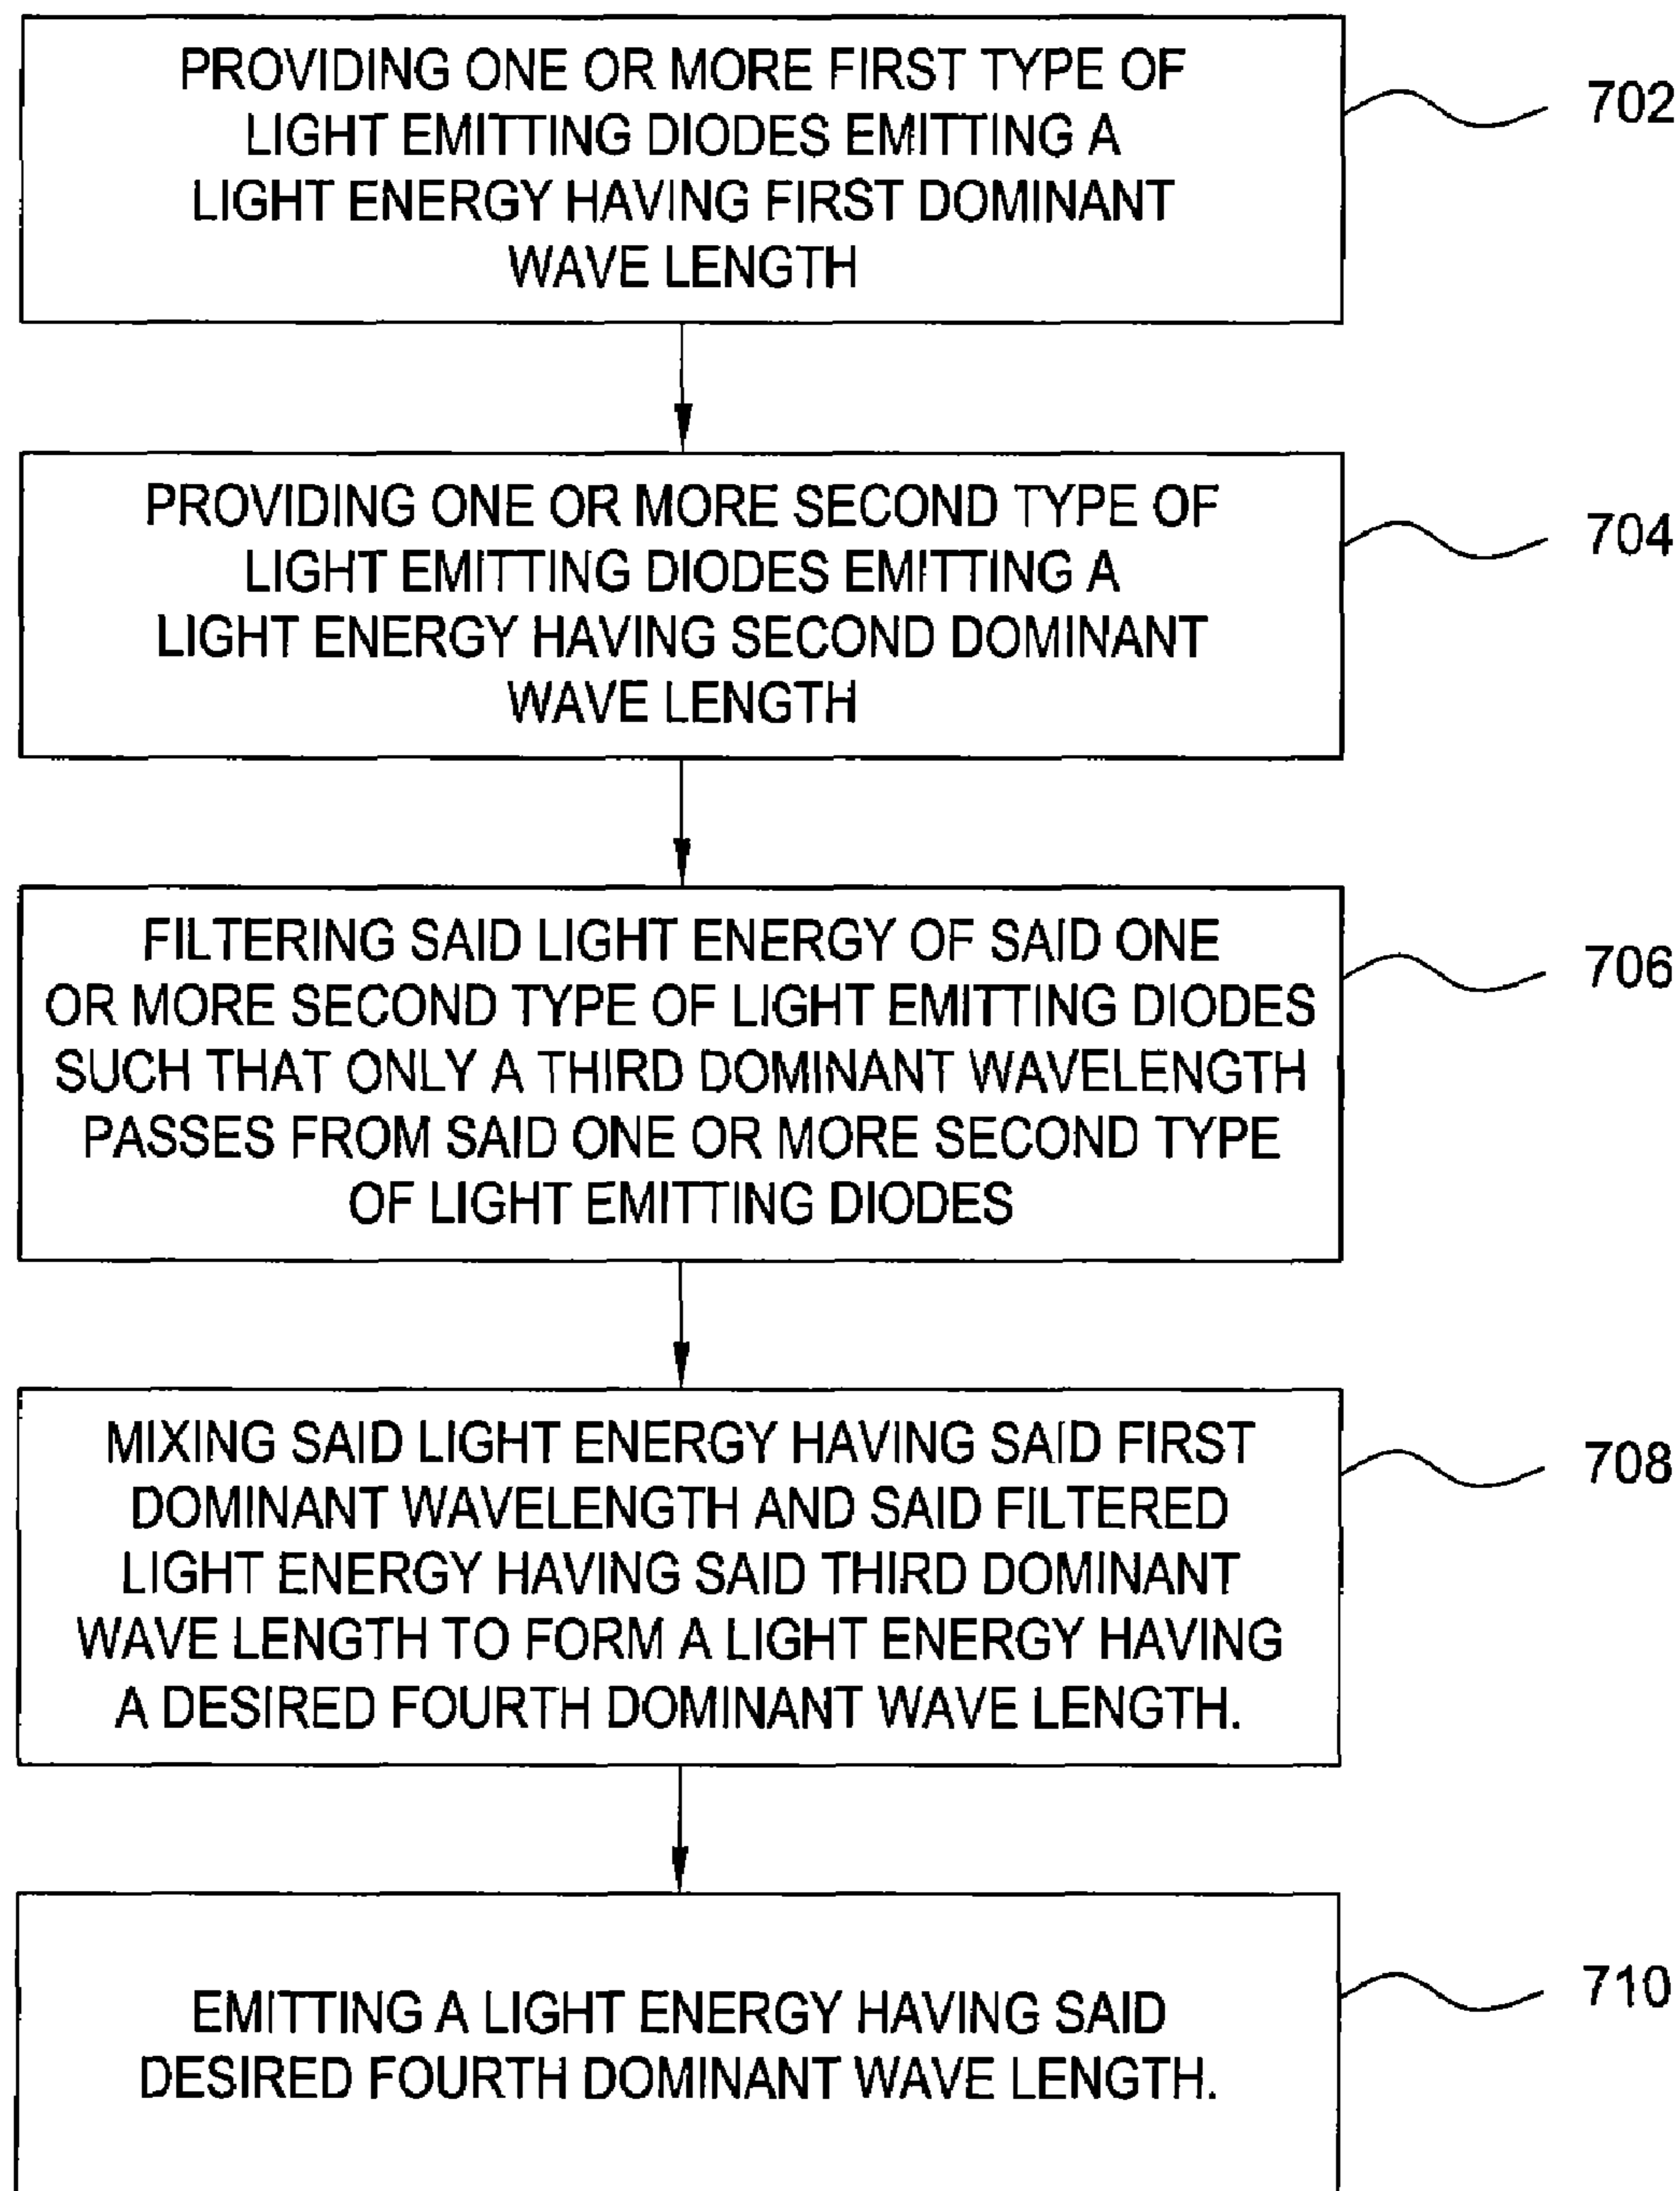 PROVIDING ONE OR MORE FIRST TYPE OF
LIGHT EMITTING DIODES EMITTING A
LIGHT ENERGY HAVING FIRST DOMINANT
WAVE LENGTH
702
PROVIDING ONE OR MORE SECOND TYPE OF
LIGHT EMITTING DIODES EMITTING A
LIGHT ENERGY HAVING SECOND DOMINANT
WAVE LENGTH
704
FILTERING SAID LIGHT ENERGY OF SAID ONE
OR MORE SECOND TYPE OF LIGHT EMITTING DIODES
SUCH THAT ONLY A THIRD DOMINANT WAVELENGTH
PASSES FROM SAID ONE OR MORE SECOND TYPE
OF LIGHT EMITTING DIODES
706
MIXING SAID LIGHT ENERGY HAVING SAID FIRST
DOMINANT WAVELENGTH AND SAID FILTERED
LIGHT ENERGY HAVING SAID THIRD DOMINANT
WAVE LENGTH TO FORM A LIGHT ENERGY HAVING
A DESIRED FOURTH DOMINANT WAVE LENGTH.
708
EMITTING A LIGHT ENERGY HAVING SAID
DESIRED FOURTH DOMINANT WAVE LENGTH.
710